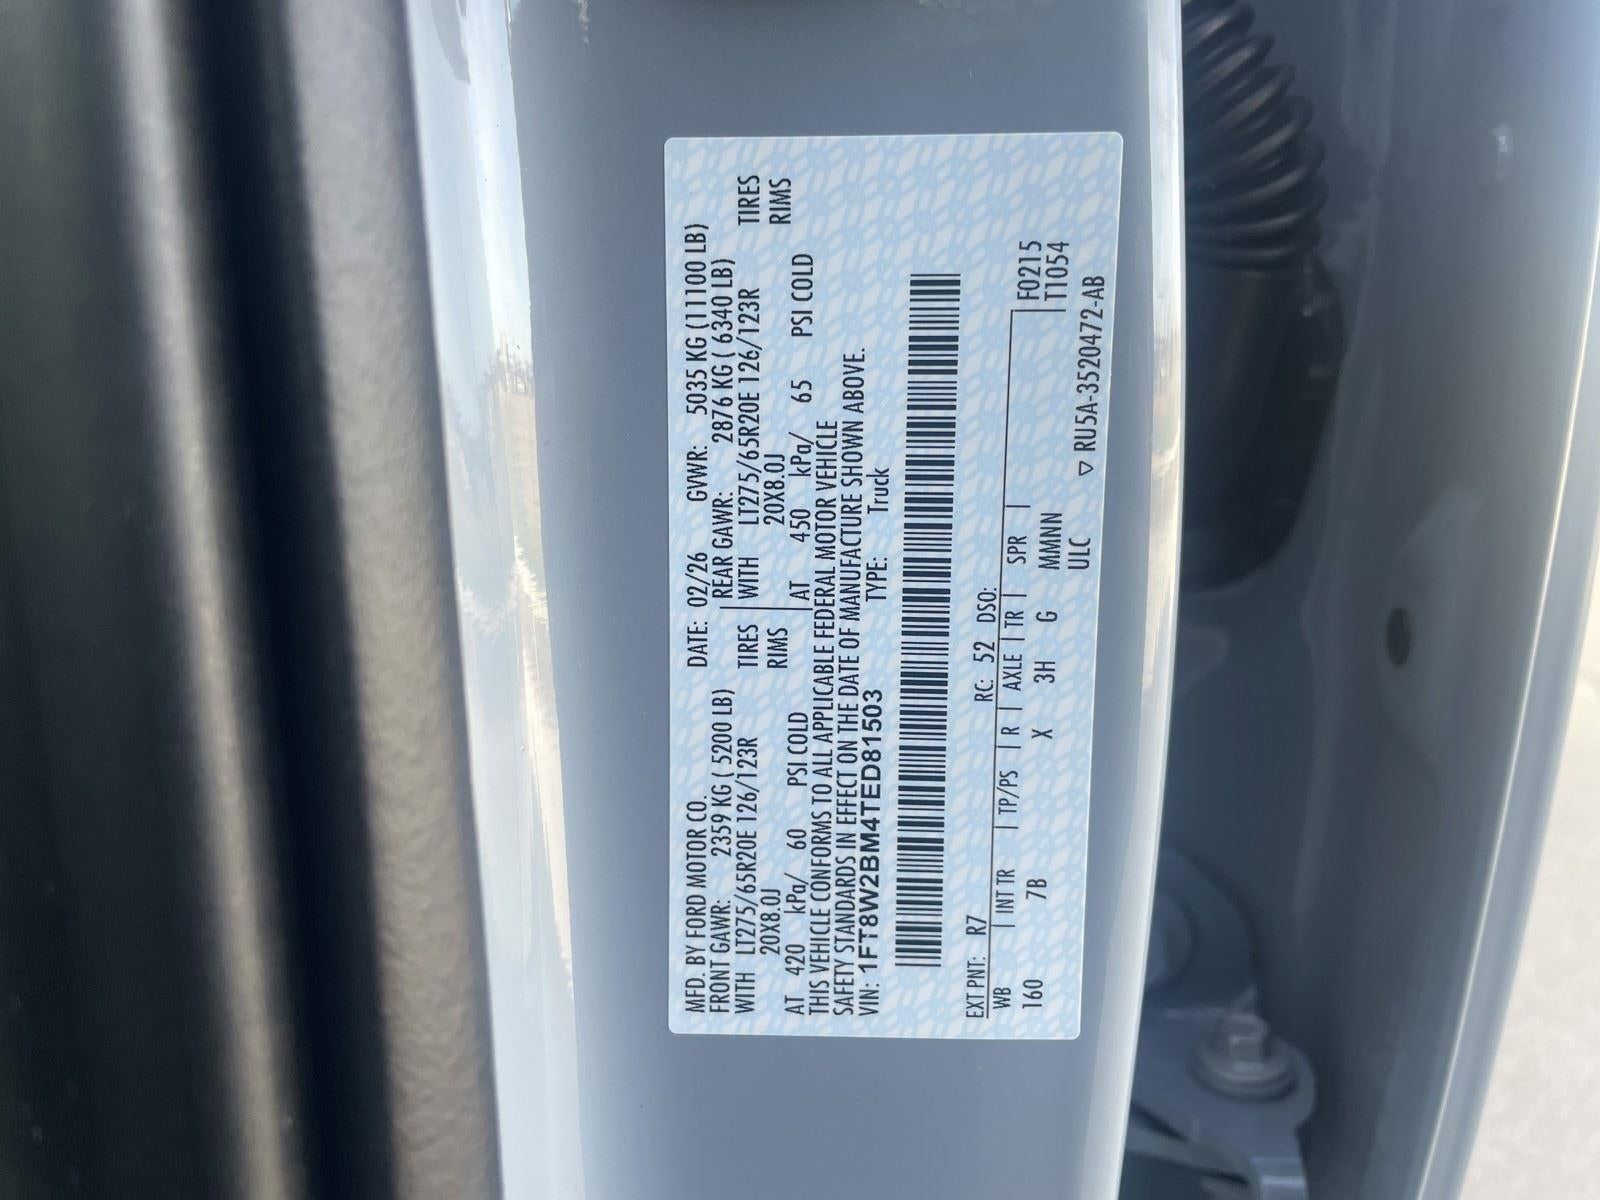 MFD. BY FORD MOTOR CO. DATE: 02/26 GVWR: 5035 KG (11100 LB)
FRONT GAWR: 2359 KG ( 5200 LB) REAR GAWR: 2876 KG ( 6340 LB)
WITH LT275/65R20E 126/123R TIRES WITH LT275/65R20E 126/123R TIRES
20X8.0J RIMS 20X8.0J RIMS
AT 420 kPa/ 60 PSI COLD AT 450 kPa/ 65 PSI COLD
THIS VEHICLE CONFORMS TO ALL APPLICABLE FEDERAL MOTOR VEHICLE
SAFETY STANDARDS IN EFFECT ON THE DATE OF MANUFACTURE SHOWN ABOVE.
VIN: 1FT8W2BM4TED81503 TYPE: Truck
EXT PNT: R7 RC: 52 DSO:
WB | INT TR | TP/PS | R | AXLE | TR | SPR | F0215
160 7B X 3H G MMNN T1054
ULC
▽ RU5A-3520472-AB